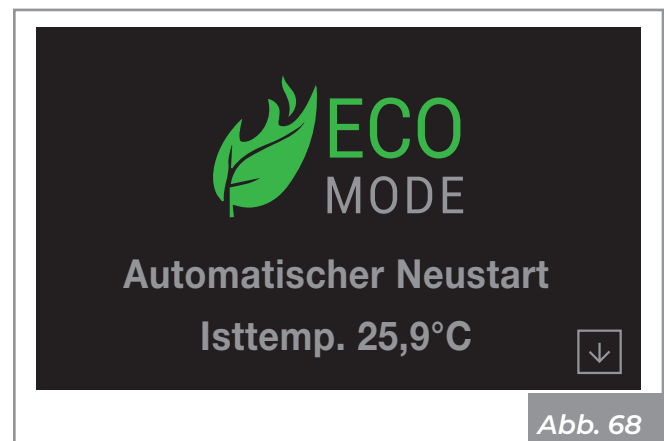 ECO
MODE
Automatischer Neustart
Isttemp. 25,9°C
Abb. 68